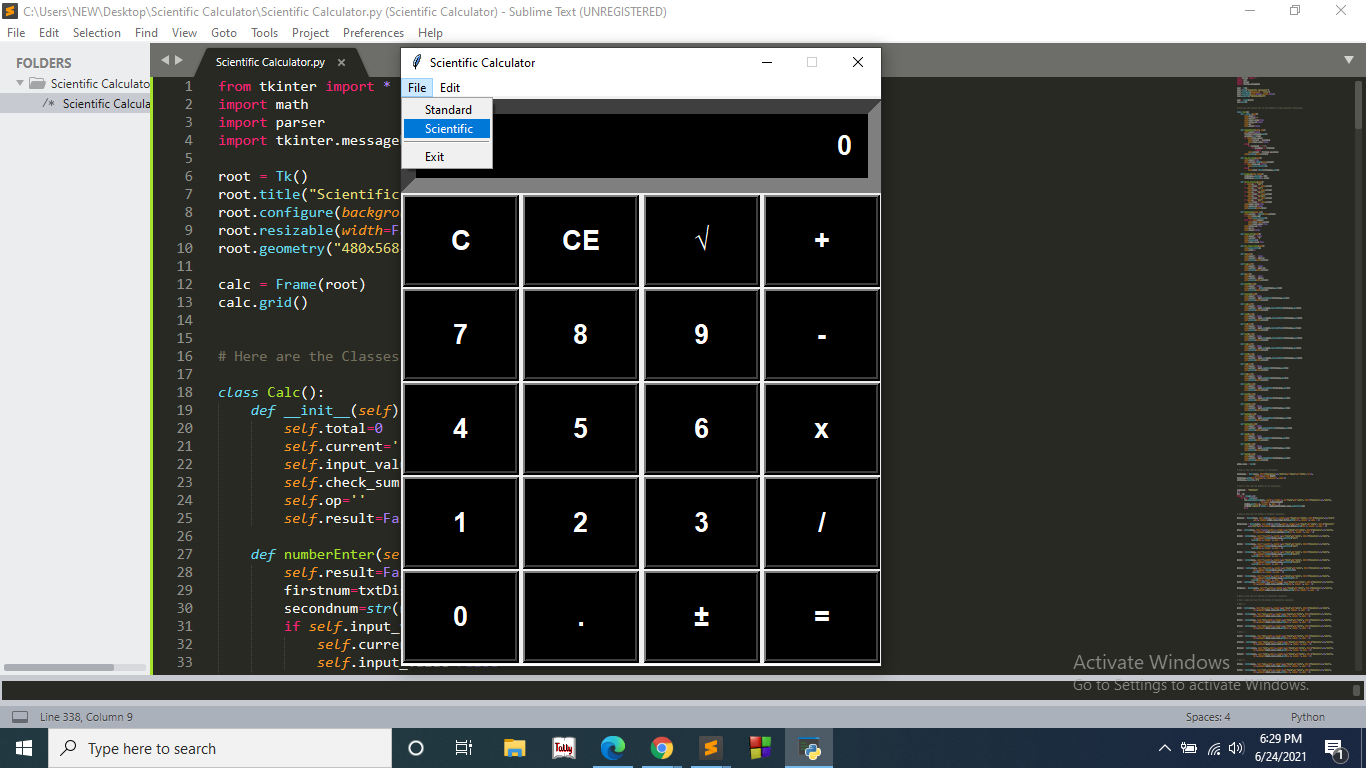 C:\Users\NEW\Desktop\Scientific Calculator\Scientific Calculator.py (Scientific Calculator) - Sublime Text (UNREGISTERED)
File Edit Selection Find View Goto Tools Project Preferences Help
FOLDERS
Scientific Calculato
/* Scientific Calcula
Scientific Calculator.py ×
1 from tkinter import *
2 import math
3 import parser
4 import tkinter.message
5
6 root = Tk()
7 root.title("Scientific
8 root.configure(backgro
9 root.resizable(width=F
10 root.geometry("480x568
11
12 calc = Frame(root)
13 calc.grid()
14
15
16 # Here are the Classes
17
18 class Calc():
19 def __init__(self)
20 self.total=0
21 self.current='
22 self.input_val
23 self.check_sum
24 self.op=''
25 self.result=Fa
26
27 def numberEnter(se
28 self.result=Fa
29 firstnum=txtDi
30 secondnum=str(
31 if self.input_
32 self.curre
33 self.input
Scientific Calculator
File Edit
Standard
Scientific
Exit
0
C CE √ +
7 8 9 -
4 5 6 x
1 2 3 /
0 . ± =
Activate Windows
Go to Settings to activate Windows.
Line 338, Column 9
Spaces: 4 Python
Type here to search
Tally
6:29 PM
6/24/2021
1